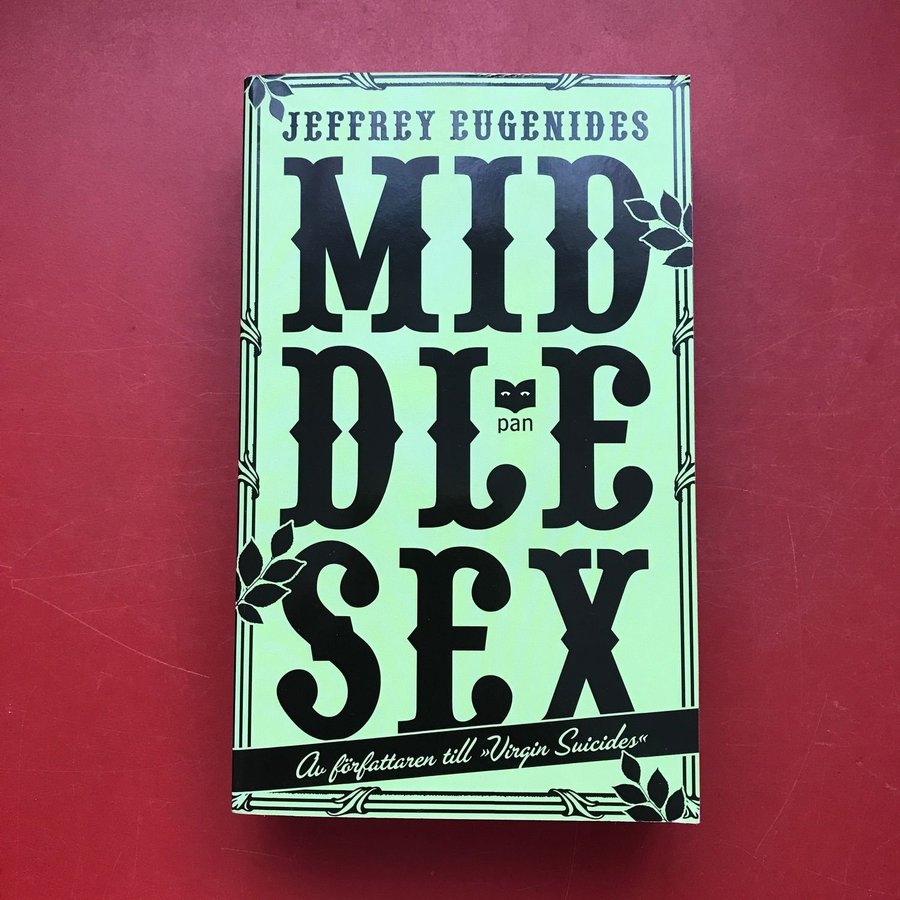 JEFFREY EUGENIDES
MID
DLE
pan
SEX
Av författaren till »Virgin Suicides«